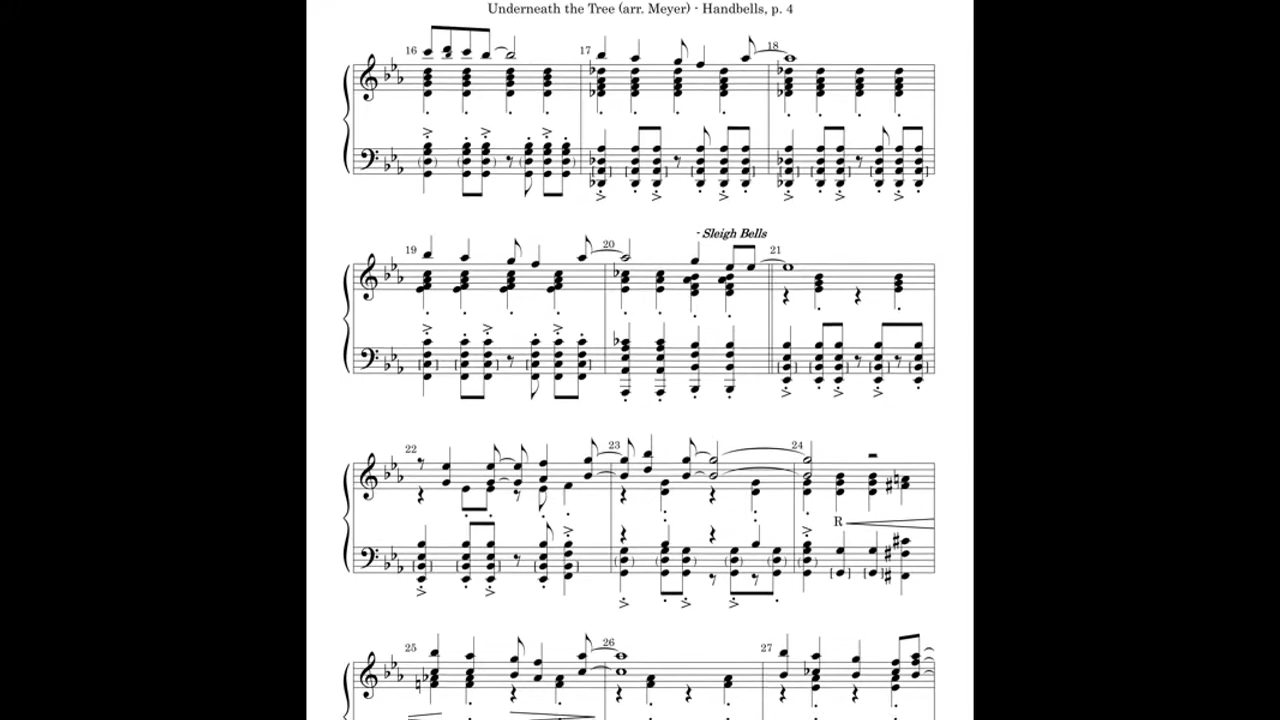 Underneath the Tree (arr. Meyer) - Handbells, p. 4
16 17 18
- Sleigh Bells
19 20 21
22 23 24
R
25 26 27